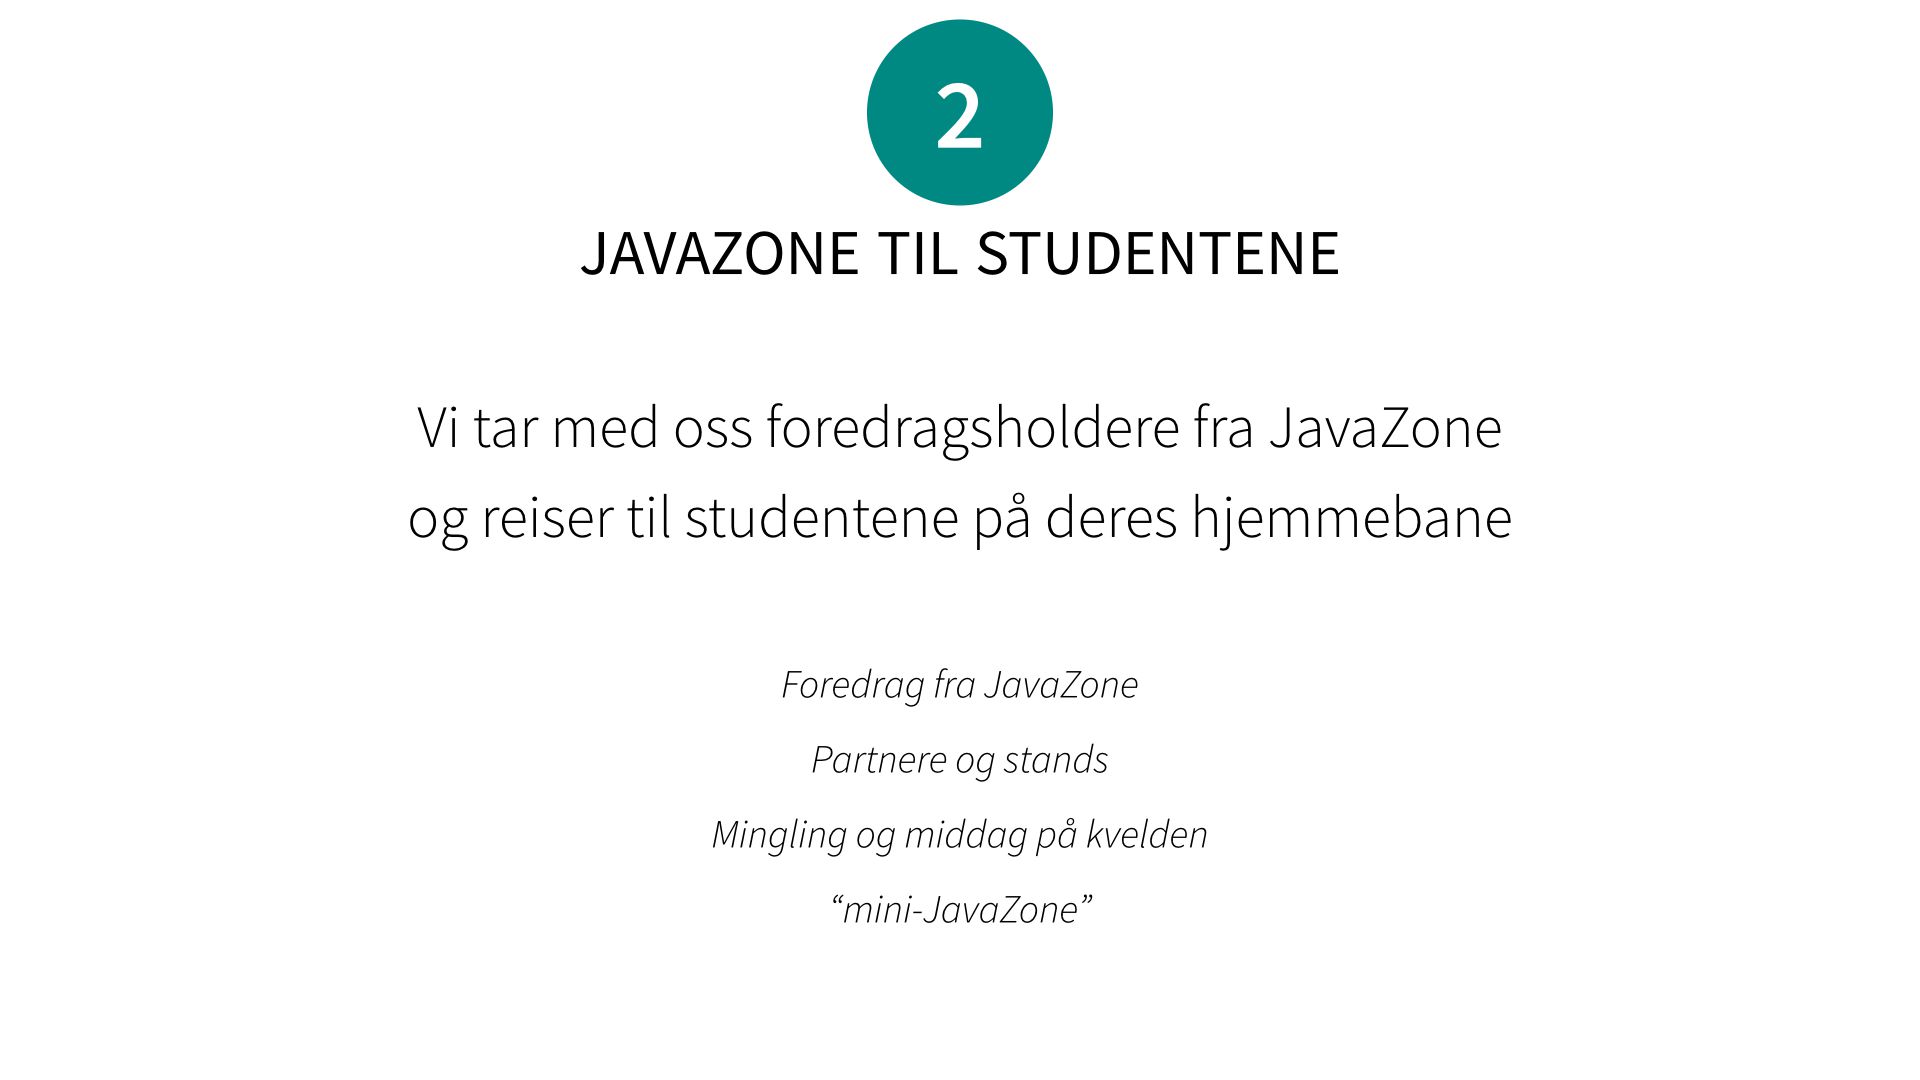 2
JAVAZONE TIL STUDENTENE
Vi tar med oss foredragsholdere fra JavaZone
og reiser til studentene på deres hjemmebane
Foredrag fra JavaZone
Partnere og stands
Mingling og middag på kvelden
“mini-JavaZone”